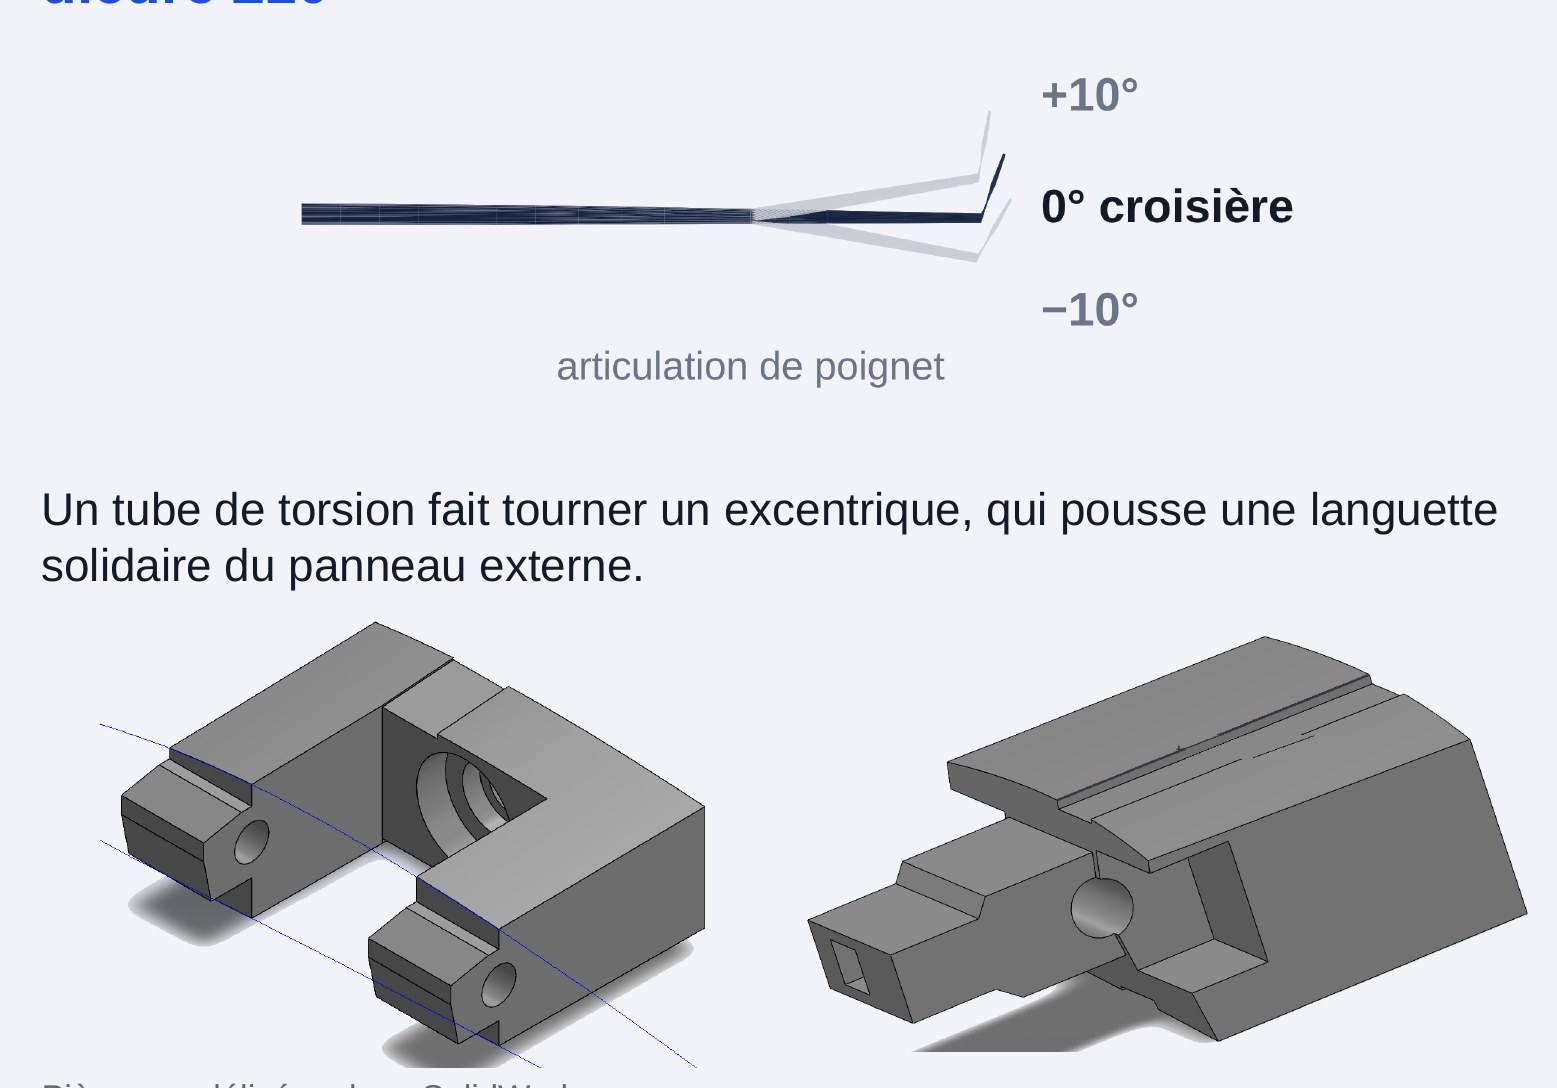 +10°
0° croisière
−10°
articulation de poignet
Un tube de torsion fait tourner un excentrique, qui pousse une languette
solidaire du panneau externe.